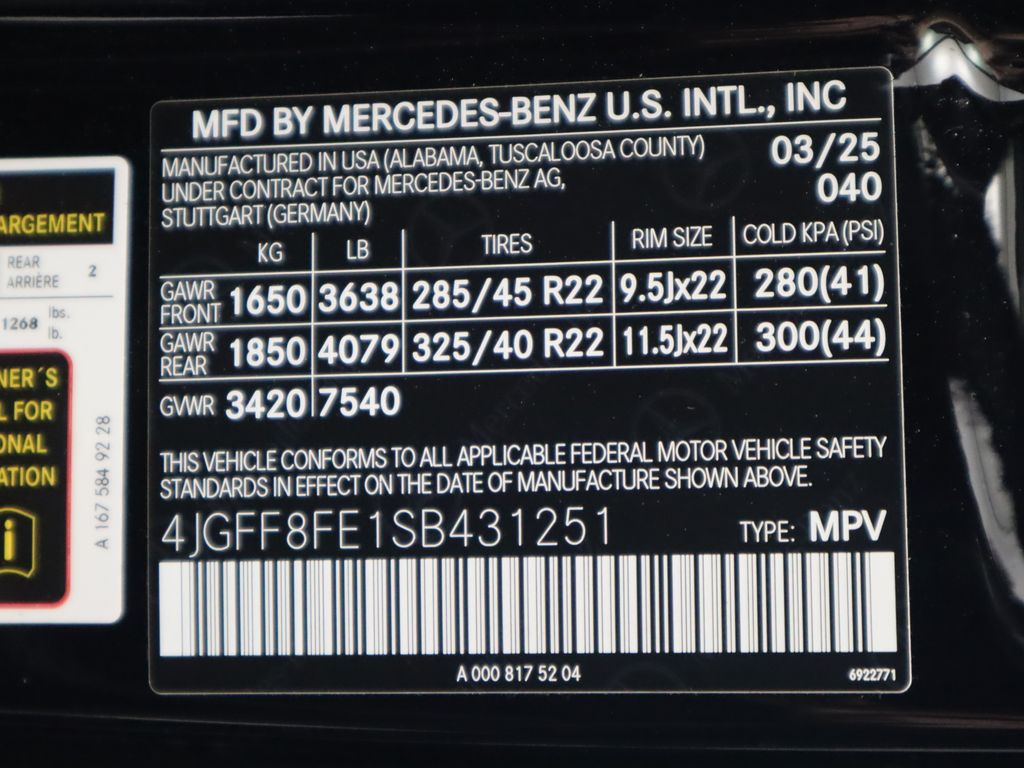 MFD BY MERCEDES-BENZ U.S. INTL., INC
MANUFACTURED IN USA (ALABAMA, TUSCALOOSA COUNTY) 03/25
UNDER CONTRACT FOR MERCEDES-BENZ AG, 040
STUTTGART (GERMANY)
KG LB TIRES RIM SIZE COLD KPA (PSI)
GAWR FRONT 1650 3638 285/45 R22 9.5Jx22 280(41)
GAWR REAR 1850 4079 325/40 R22 11.5Jx22 300(44)
GVWR 3420 7540
THIS VEHICLE CONFORMS TO ALL APPLICABLE FEDERAL MOTOR VEHICLE SAFETY
STANDARDS IN EFFECT ON THE DATE OF MANUFACTURE SHOWN ABOVE.
4JGFF8FE1SB431251 TYPE: MPV
A 000 817 52 04 6922771
ARGEMENT
REAR 2
ARRIÈRE
1268 lbs.
lb.
NER´S
L FOR
ONAL
ATION
i
A 167 584 92 28